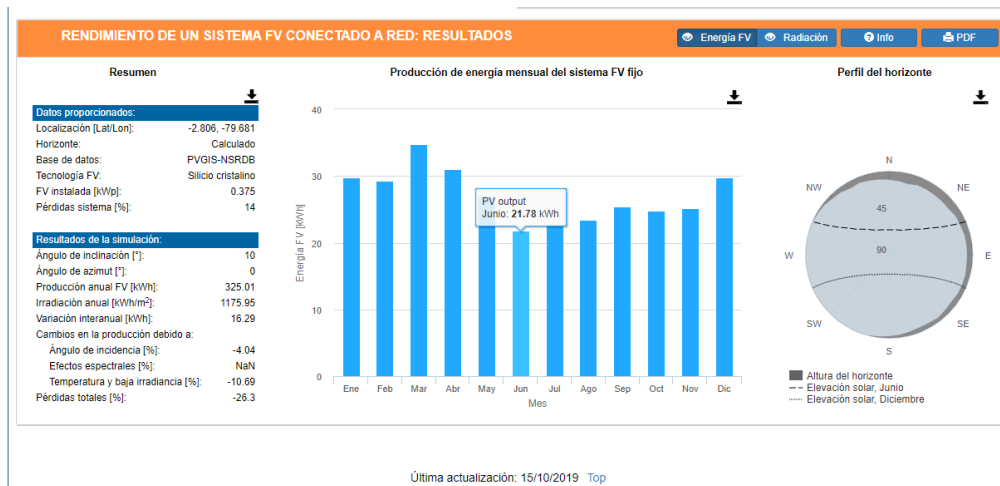 RENDIMIENTO DE UN SISTEMA FV CONECTADO A RED: RESULTADOS
Energía FV
Radiación
Info
PDF
Resumen
Datos proporcionados:
Localización [Lat/Lon]: -2.806, -79.681
Horizonte: Calculado
Base de datos: PVGIS-NSRDB
Tecnología FV: Silicio cristalino
FV instalada [kWp]: 0.375
Pérdidas sistema [%]: 14
Resultados de la simulación:
Ángulo de inclinación [°]: 10
Ángulo de azimut [°]: 0
Producción anual FV [kWh]: 325.01
Irradiación anual [kWh/m²]: 1175.95
Variación interanual [kWh]: 16.29
Cambios en la producción debido a:
Ángulo de incidencia [%]: -4.04
Efectos espectrales [%]: NaN
Temperatura y baja irradiancia [%]: -10.69
Pérdidas totales [%]: -26.3
Producción de energía mensual del sistema FV fijo
Energía FV [kWh]
40
30
20
10
0
PV output
Junio: 21.78 kWh
Ene Feb Mar Abr May Jun Jul Ago Sep Oct Nov Dic
Mes
Perfil del horizonte
N
NW NE
45
W 90 E
SW SE
S
Altura del horizonte
Elevación solar, Junio
Elevación solar, Diciembre
Última actualización: 15/10/2019 Top